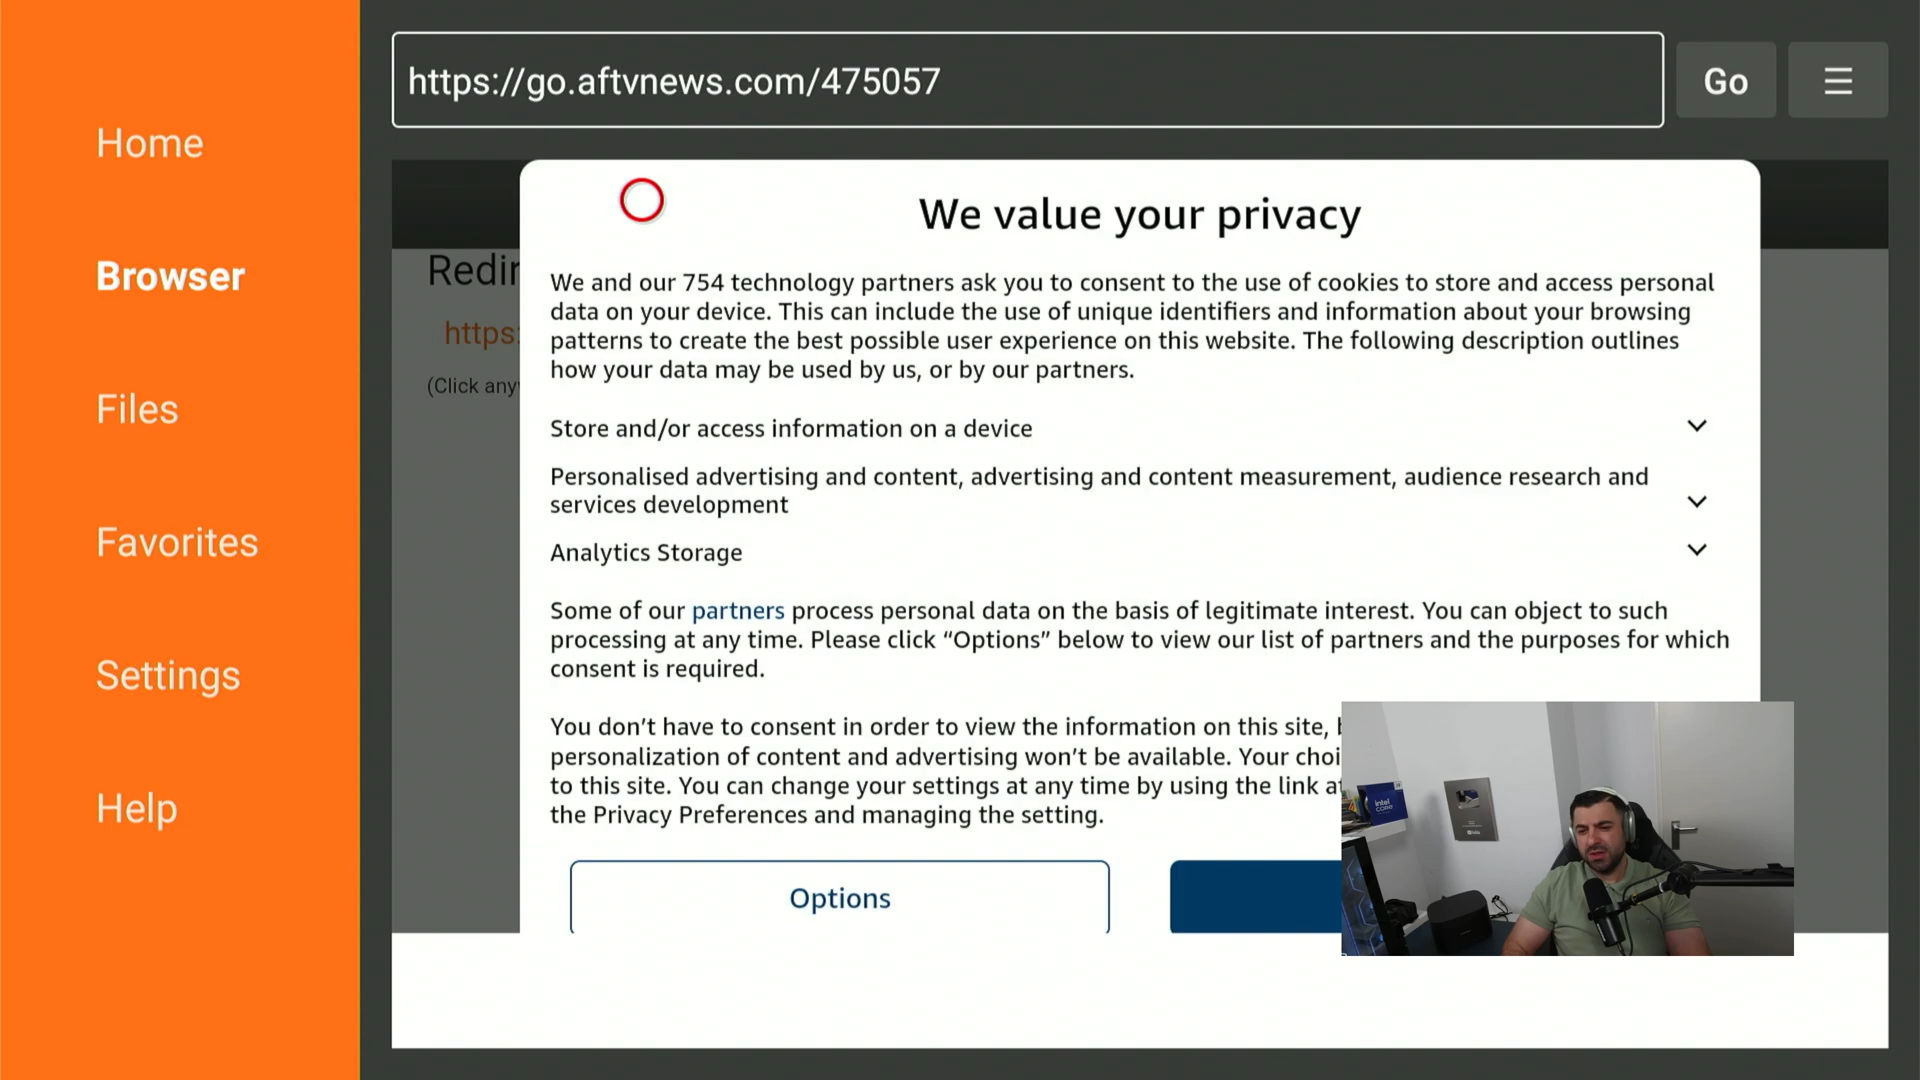 https://go.aftvnews.com/475057
Go
Home
Browser
Files
Favorites
Settings
Help
Redir
https:
(Click any
We value your privacy
We and our 754 technology partners ask you to consent to the use of cookies to store and access personal
data on your device. This can include the use of unique identifiers and information about your browsing
patterns to create the best possible user experience on this website. The following description outlines
how your data may be used by us, or by our partners.
Store and/or access information on a device
Personalised advertising and content, advertising and content measurement, audience research and
services development
Analytics Storage
Some of our partners process personal data on the basis of legitimate interest. You can object to such
processing at any time. Please click “Options” below to view our list of partners and the purposes for which
consent is required.
You don’t have to consent in order to view the information on this site,
personalization of content and advertising won’t be available. Your choi
to this site. You can change your settings at any time by using the link at
the Privacy Preferences and managing the setting.
Options
intel
CORE